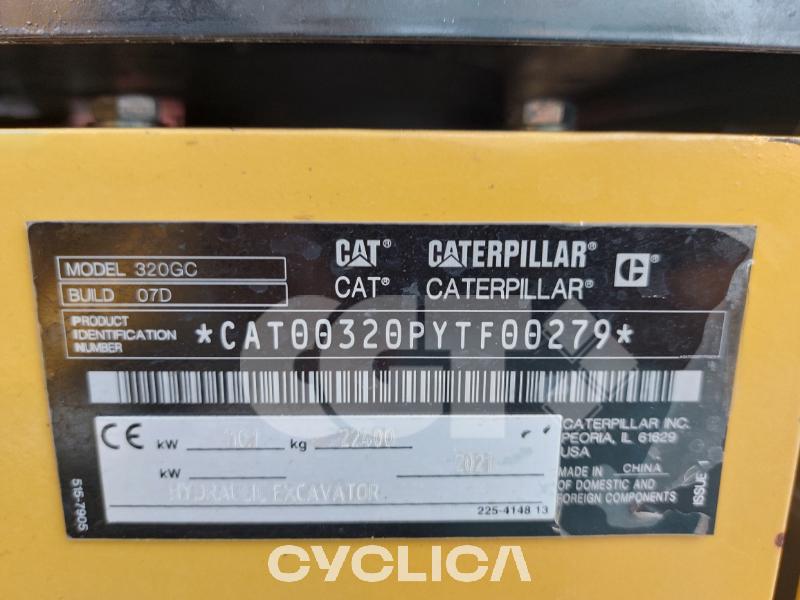 MODEL 320GC
BUILD 07D
CAT® CATERPILLAR®
CAT® CATERPILLAR®
PRODUCT
IDENTIFICATION
NUMBER
*CAT00320PYTF00279*
CE kW 101 kg 22400
kW 2021
HYDRAULIC EXCAVATOR
225-4148 13
515-7905
CATERPILLAR INC.
PEORIA, IL 61629
USA
MADE IN CHINA
OF DOMESTIC AND
FOREIGN COMPONENTS
ISSUE 1
CYCLICA